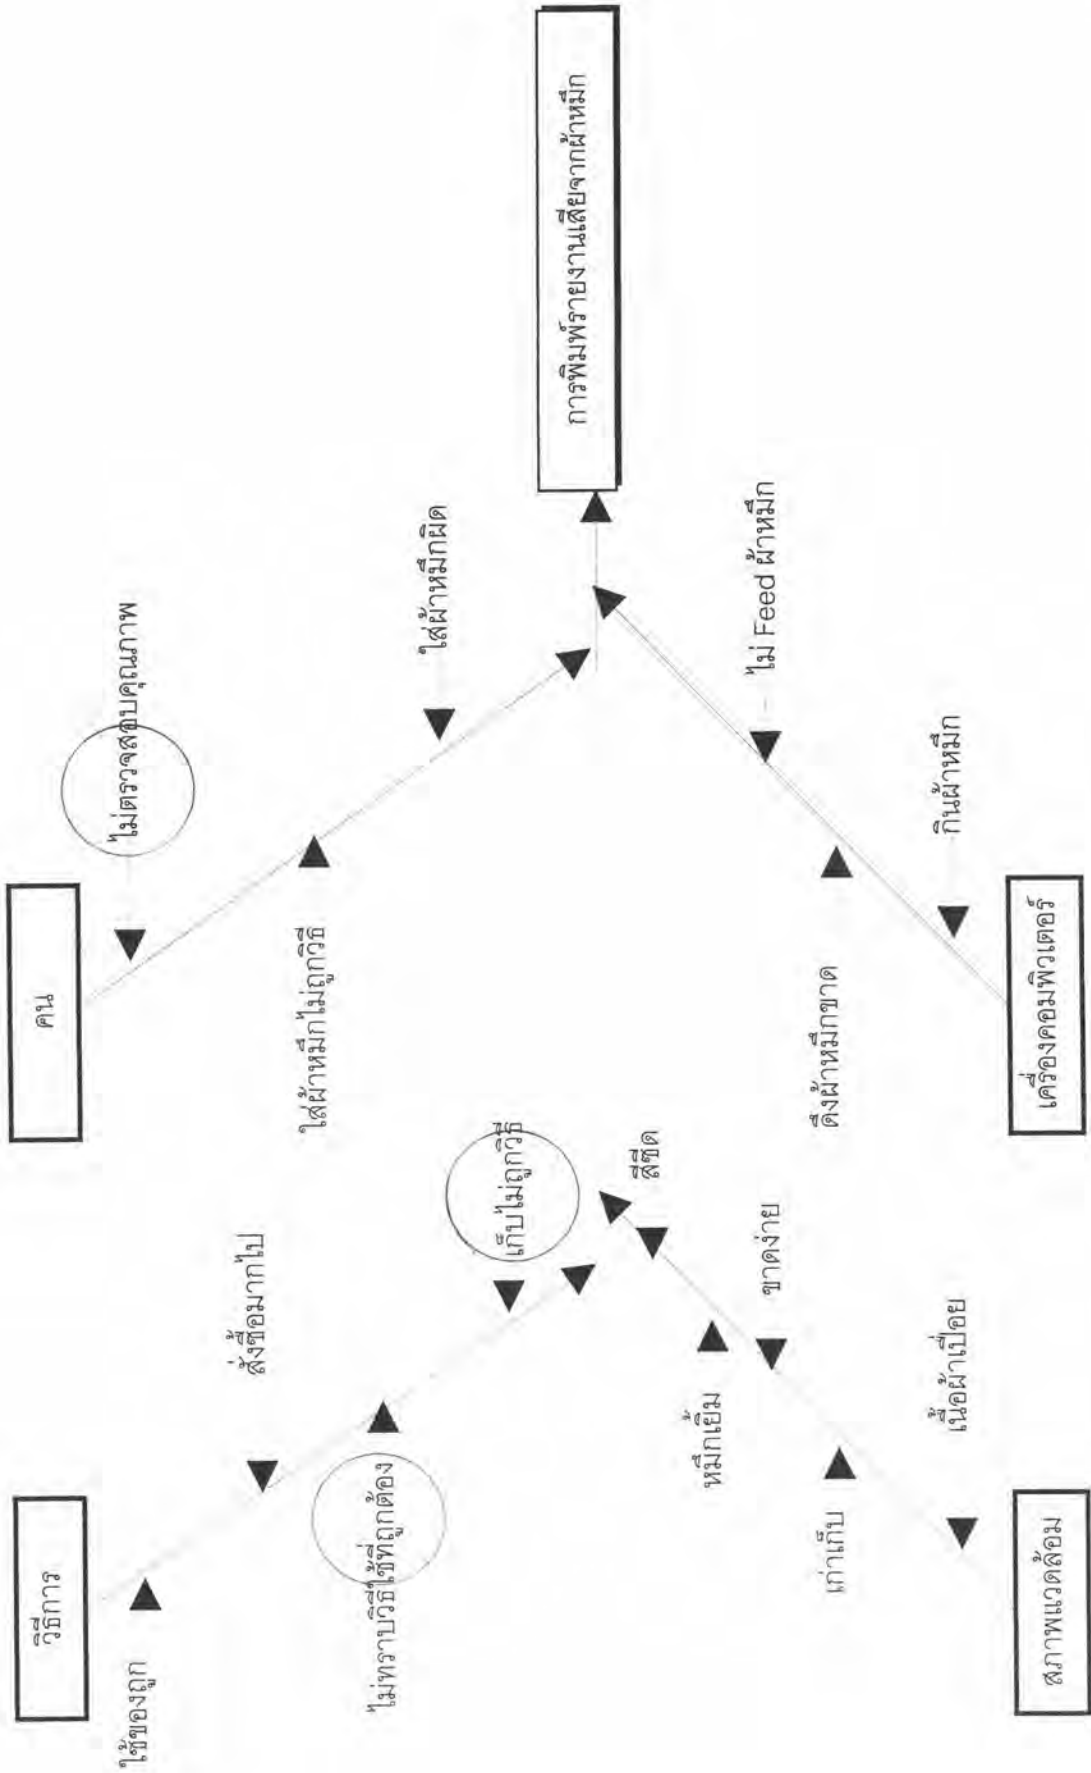 วิธีการ
คน
ใช้ของถูก
ไม่ตรวจสอบคุณภาพ
สั่งซื้อมากไป
ใส่ผ้าหมึกไม่ถูกวิธี
ไม่ทราบวิธีใช้ที่ถูกต้อง
ใส่ผ้าหมึกผิด
เก็บไม่ถูกวิธี
การพิมพ์รายงานเสียจากผ้าหมึก
สีซีด
หมึกเยิ้ม
ขาดง่าย
ไม่ Feed ผ้าหมึก
เก่าเก็บ
ดึงผ้าหมึกขาด
เนื้อผ้าเปื่อย
กินผ้าหมึก
สภาพแวดล้อม
เครื่องคอมพิวเตอร์